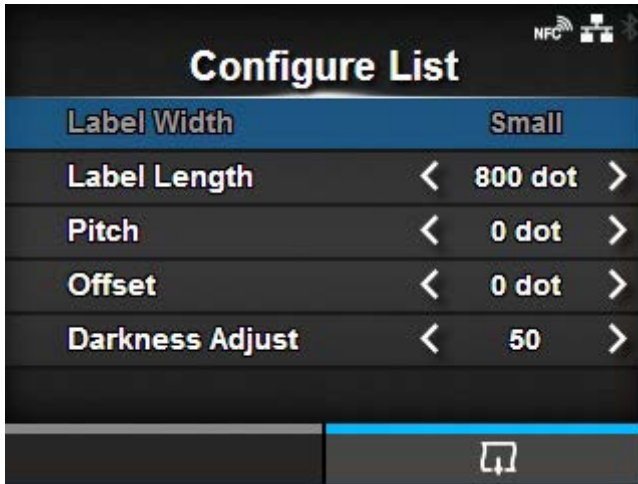 NFC
Configure List
Label Width Small
Label Length 800 dot
Pitch 0 dot
Offset 0 dot
Darkness Adjust 50